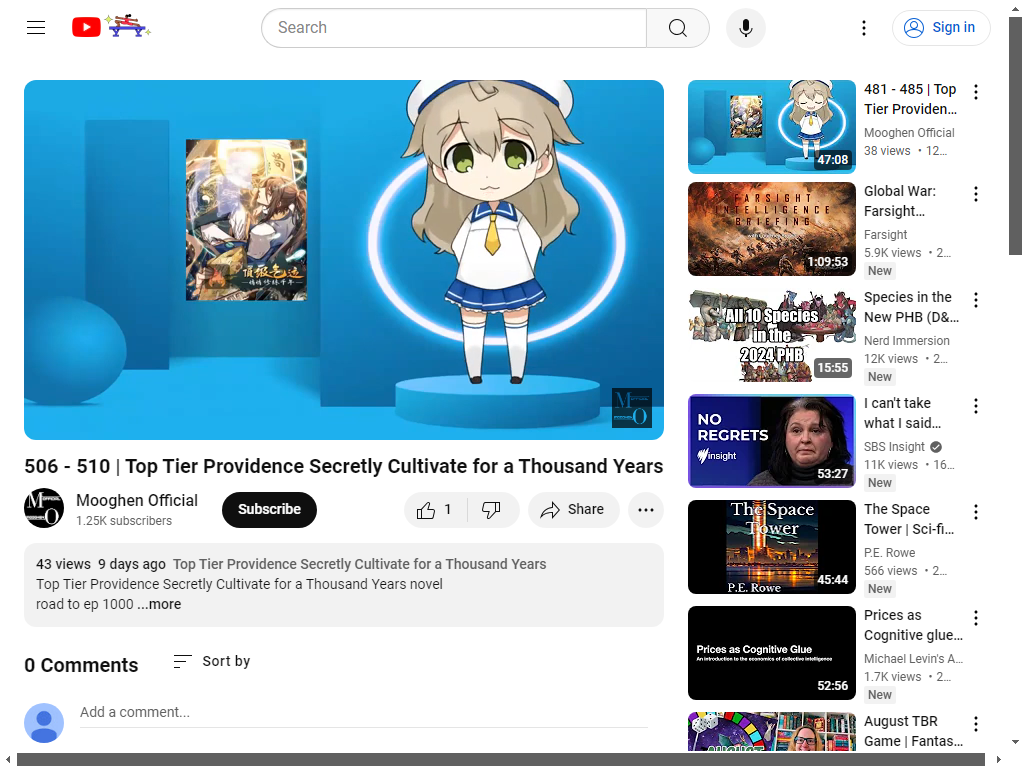 Search
Sign in
頂級氣運
悄悄修煉千年
506 - 510 | Top Tier Providence Secretly Cultivate for a Thousand Years
Mooghen Official
1.25K subscribers
Subscribe
1
Share
43 views 9 days ago Top Tier Providence Secretly Cultivate for a Thousand Years
Top Tier Providence Secretly Cultivate for a Thousand Years novel
road to ep 1000 ...more
0 Comments
Sort by
Add a comment...
47:08
481 - 485 | Top
Tier Providen...
Mooghen Official
38 views • 12...
FARSIGHT
INTELLIGENCE
BRIEFING
1:09:53
Global War:
Farsight...
Farsight
5.9K views • 2...
New
All 10 Species
in the
2024 PHB
15:55
Species in the
New PHB (D&...
Nerd Immersion
12K views • 2...
New
NO
REGRETS
insight
53:27
I can't take
what I said...
SBS Insight
11K views • 16...
New
The Space
Tower
P.E. Rowe
45:44
The Space
Tower | Sci-fi...
P.E. Rowe
566 views • 2...
New
Prices as Cognitive Glue
An introduction to the economics of collective intelligence
52:56
Prices as
Cognitive glue...
Michael Levin's A...
1.7K views • 2...
New
August TBR
Game | Fantas...